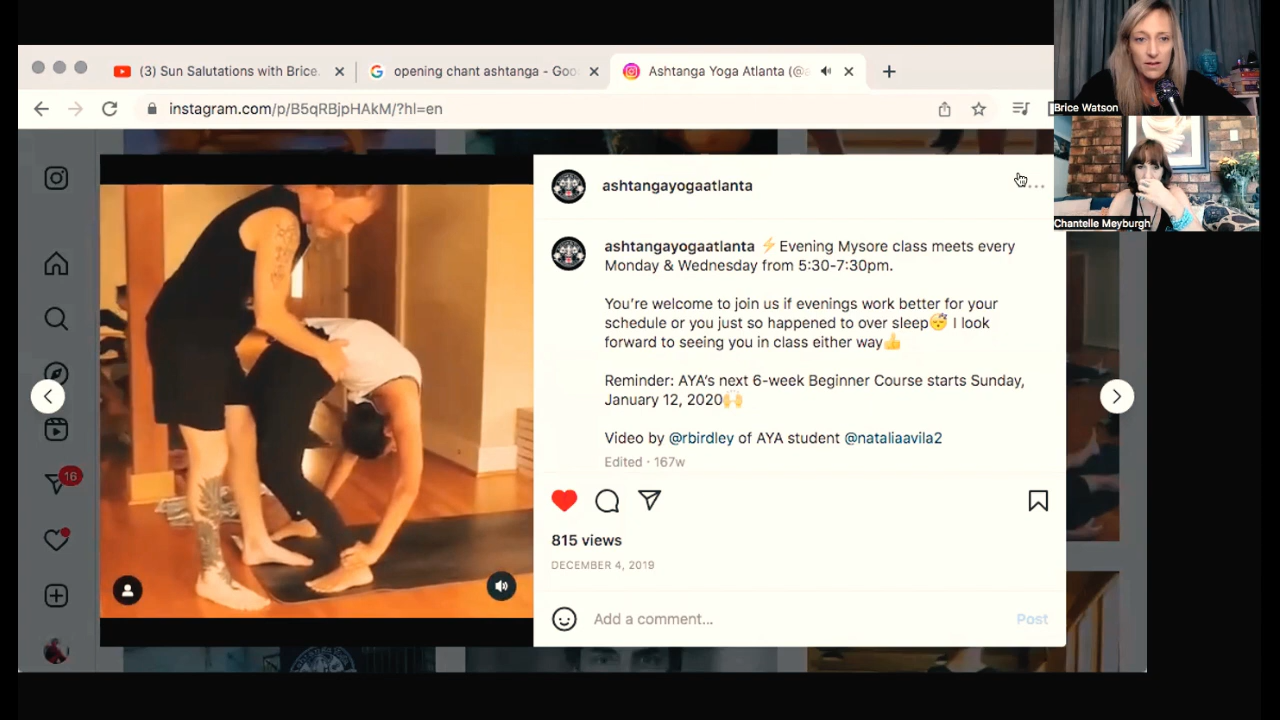 (3) Sun Salutations with Brice.
opening chant ashtanga - Goo
Ashtanga Yoga Atlanta (@a
instagram.com/p/B5qRBjpHAkM/?hl=en
Brice Watson
Chantelle Meyburgh
ashtangayogaatlanta
ashtangayogaatlanta ⚡Evening Mysore class meets every
Monday & Wednesday from 5:30-7:30pm.
You're welcome to join us if evenings work better for your
schedule or you just so happened to over sleep😴 I look
forward to seeing you in class either way👍
Reminder: AYA's next 6-week Beginner Course starts Sunday,
January 12, 2020🙌
Video by @rbirdley of AYA student @nataliaavila2
Edited · 167w
16
815 views
DECEMBER 4, 2019
Add a comment...
Post